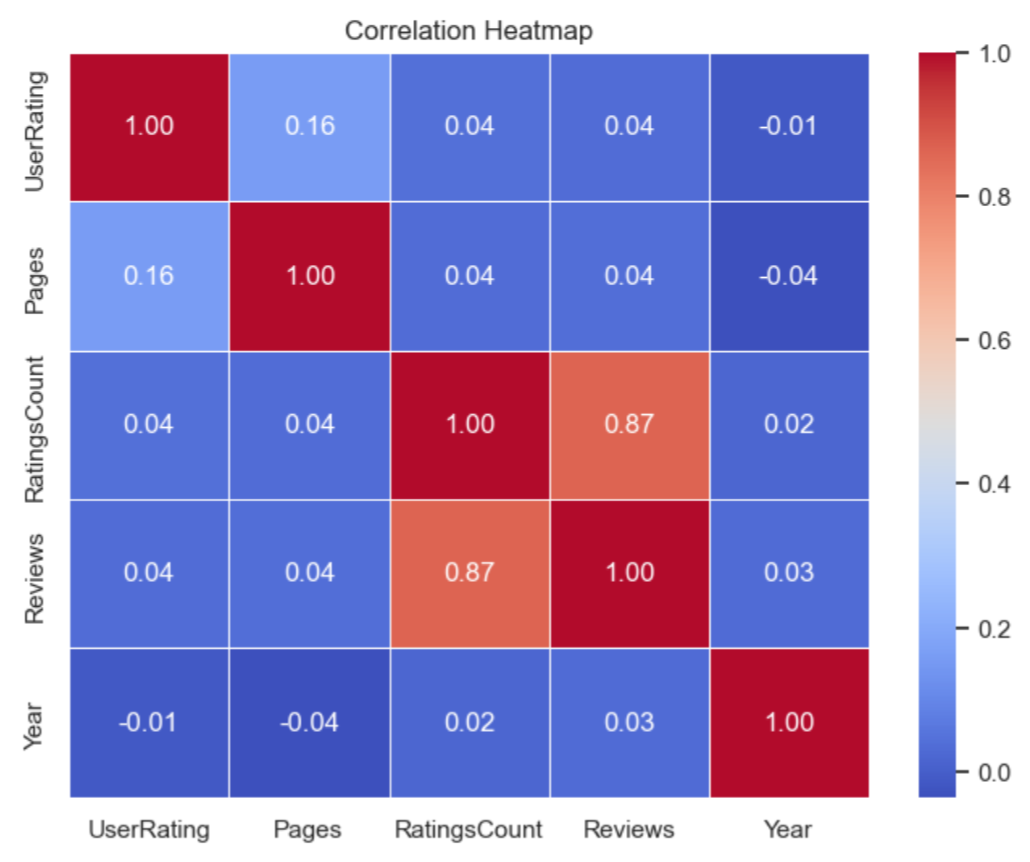 Correlation Heatmap
UserRating 1.00 0.16 0.04 0.04 -0.01
Pages 0.16 1.00 0.04 0.04 -0.04
RatingsCount 0.04 0.04 1.00 0.87 0.02
Reviews 0.04 0.04 0.87 1.00 0.03
Year -0.01 -0.04 0.02 0.03 1.00
UserRating Pages RatingsCount Reviews Year
1.0
0.8
0.6
0.4
0.2
0.0